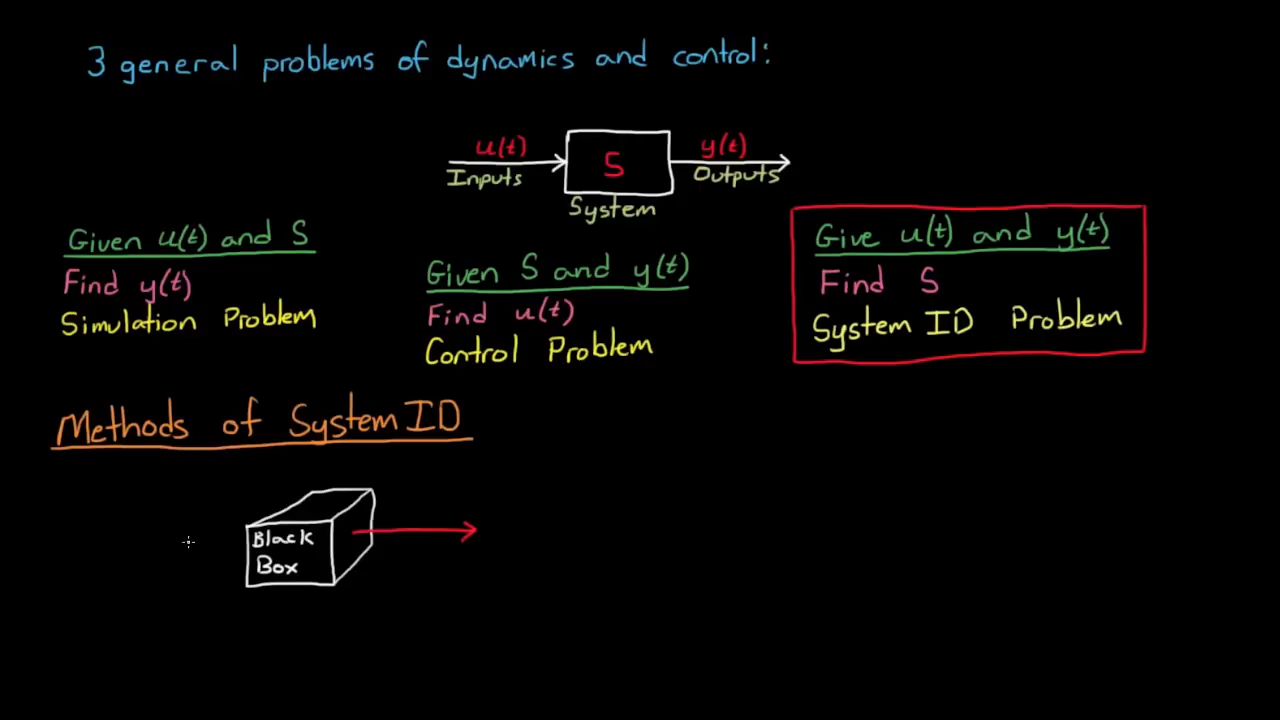 3 general problems of dynamics and control:
u(t)
Inputs
S
System
y(t)
Outputs
Given u(t) and S
Find y(t)
Simulation Problem
Given S and y(t)
Find u(t)
Control Problem
Give u(t) and y(t)
Find S
System ID Problem
Methods of System ID
Black
Box